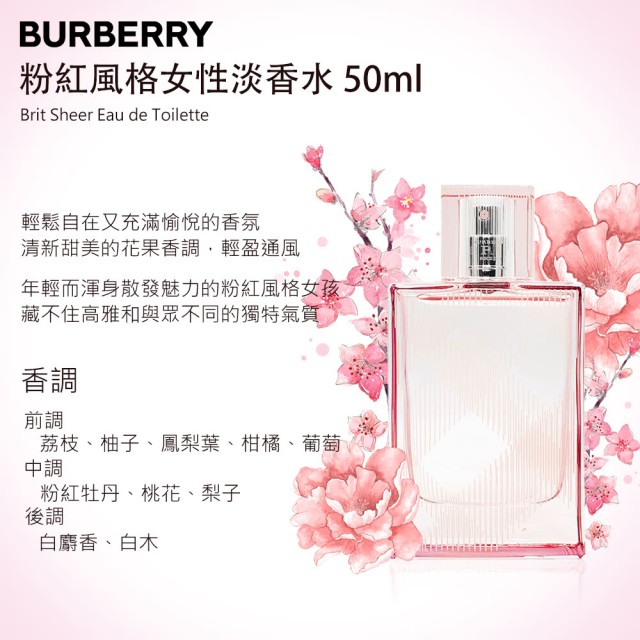 BURBERRY
粉紅風格女性淡香水 50ml
Brit Sheer Eau de Toilette
輕鬆自在又充滿愉悅的香氛
清新甜美的花果香調，輕盈通風
年輕而渾身散發魅力的粉紅風格女孩
藏不住高雅和與眾不同的獨特氣質
香調
前調
荔枝、柚子、鳳梨葉、柑橘、葡萄
中調
粉紅牡丹、桃花、梨子
後調
白麝香、白木